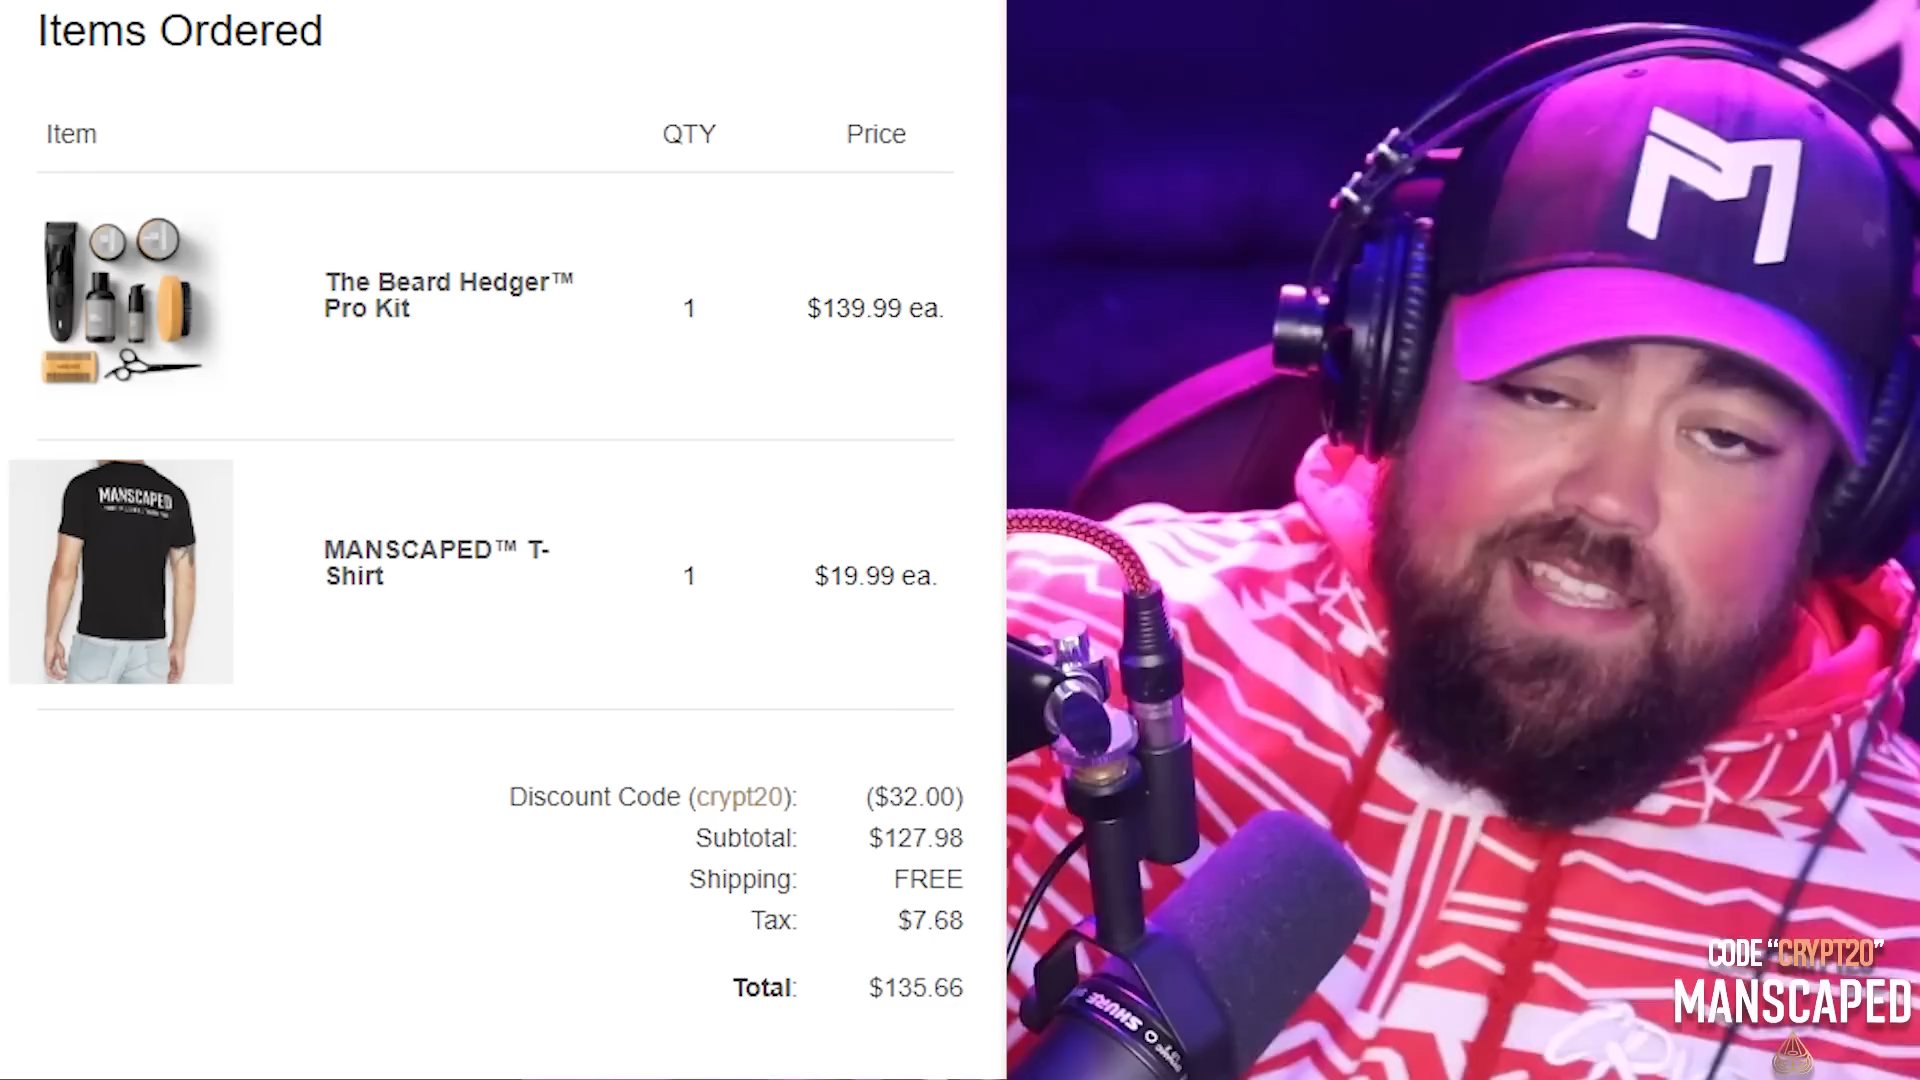 Items Ordered
Item QTY Price
The Beard Hedger™
Pro Kit
1 $139.99 ea.
MANSCAPED
MANSCAPED™ T-
Shirt
1 $19.99 ea.
Discount Code (crypt20): ($32.00)
Subtotal: $127.98
Shipping: FREE
Tax: $7.68
Total: $135.66
M
SHURE
CODE “CRYPT20”
MANSCAPED